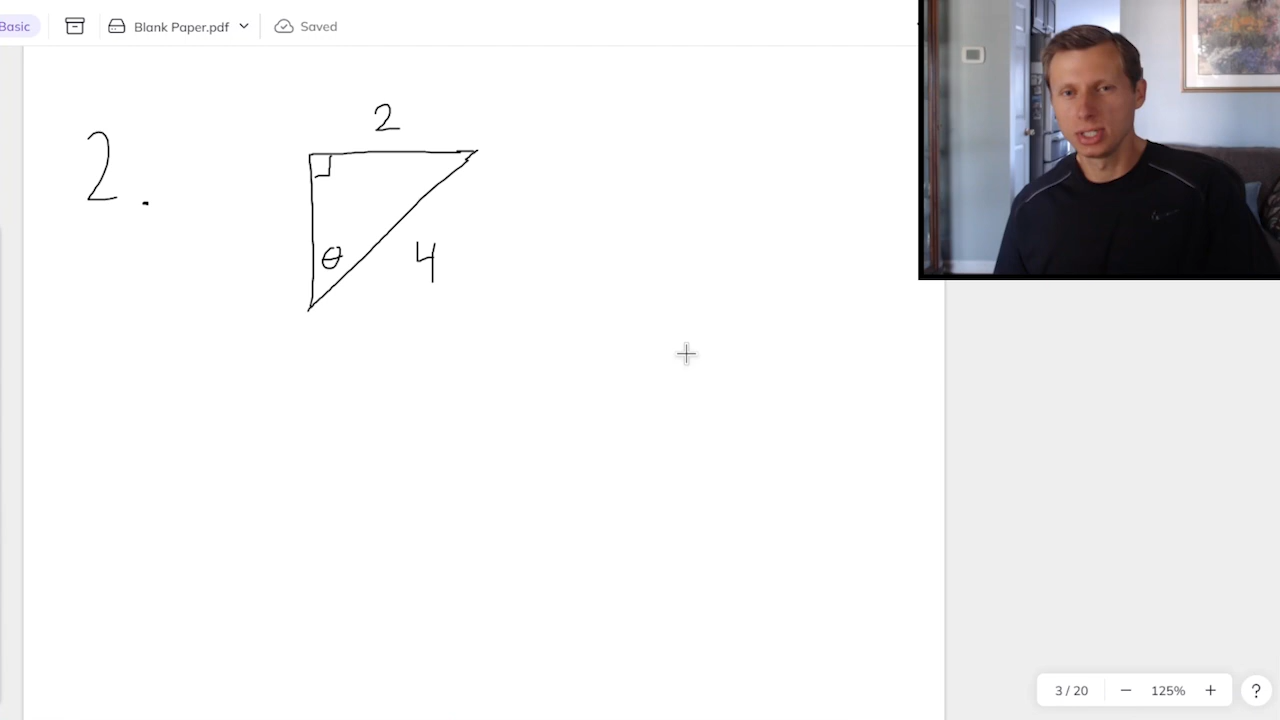 Basic Blank Paper.pdf Saved
2
2.
θ
4
3 / 20 − 125% + ?